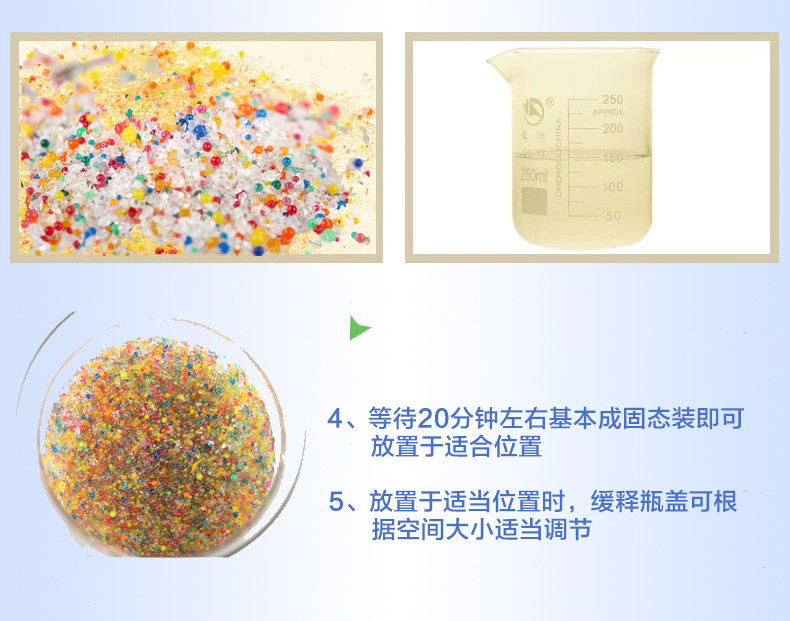 250
APPROX
200
150
250ml
100
50
CHENGDU CHINA
4、等待20分钟左右基本成固态装即可
放置于适合位置
5、放置于适当位置时，缓释瓶盖可根
据空间大小适当调节